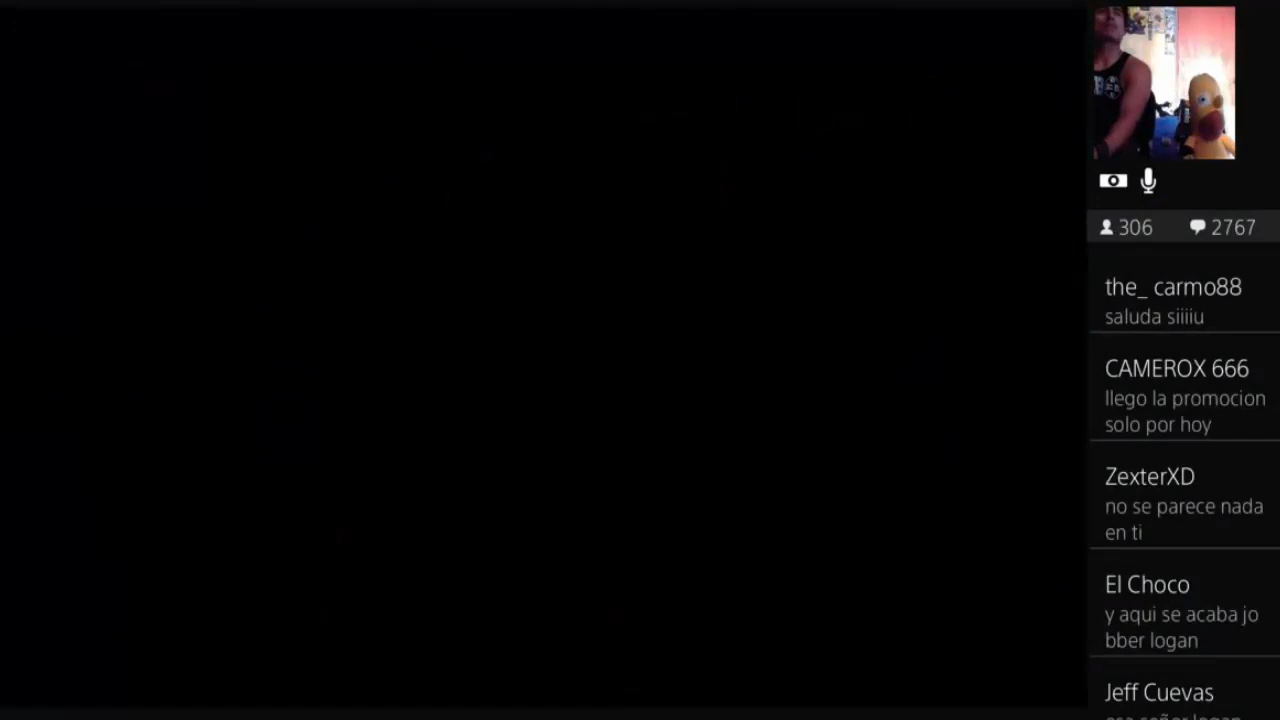 306 2767
the_ carmo88
saluda siiiiu
CAMEROX 666
llego la promocion
solo por hoy
ZexterXD
no se parece nada
en ti
El Choco
y aqui se acaba jo
bber logan
Jeff Cuevas